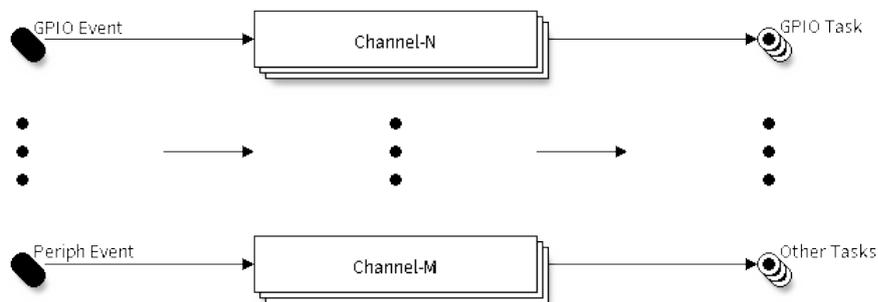 GPIO Event
Channel-N
GPIO Task
Periph Event
Channel-M
Other Tasks